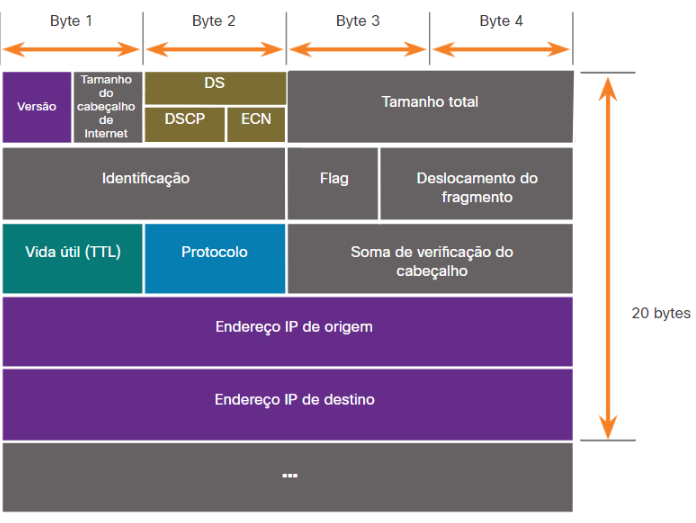 Byte 1
Byte 2
Byte 3
Byte 4
Versão
Tamanho
do
cabeçalho
de
Internet
DS
DSCP
ECN
Tamanho total
Identificação
Flag
Deslocamento do
fragmento
Vida útil (TTL)
Protocolo
Soma de verificação do
cabeçalho
Endereço IP de origem
20 bytes
Endereço IP de destino
...